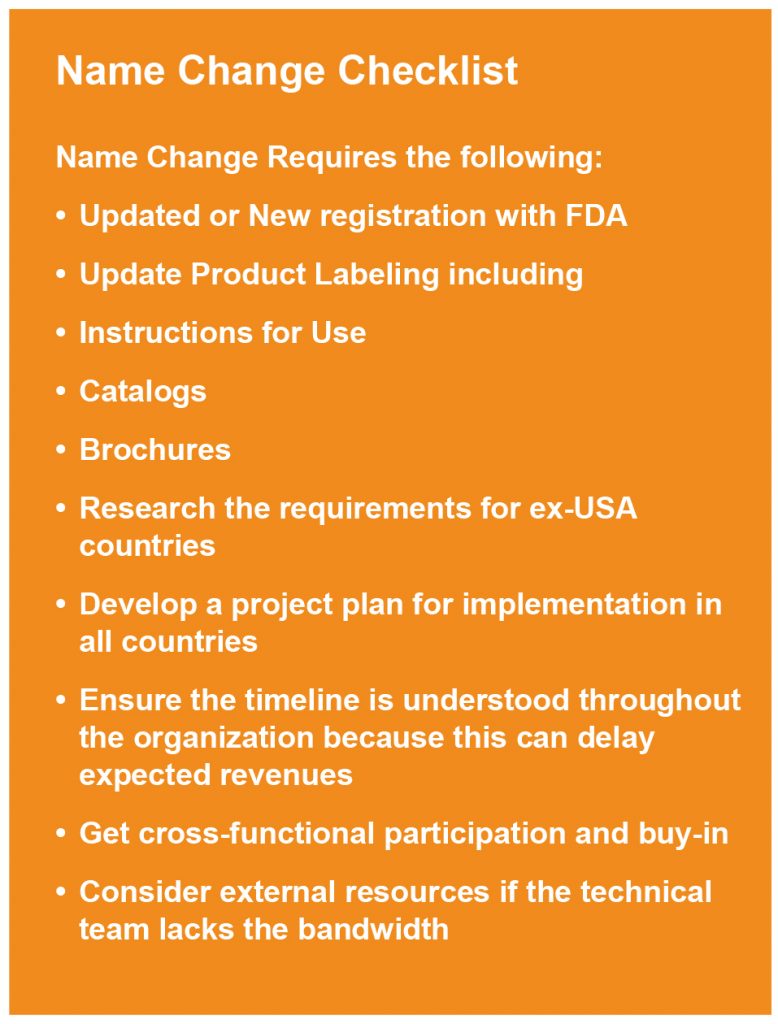 Name Change Checklist
Name Change Requires the following:
• Updated or New registration with FDA
• Update Product Labeling including
• Instructions for Use
• Catalogs
• Brochures
• Research the requirements for ex-USA
countries
• Develop a project plan for implementation in
all countries
• Ensure the timeline is understood throughout
the organization because this can delay
expected revenues
• Get cross-functional participation and buy-in
• Consider external resources if the technical
team lacks the bandwidth